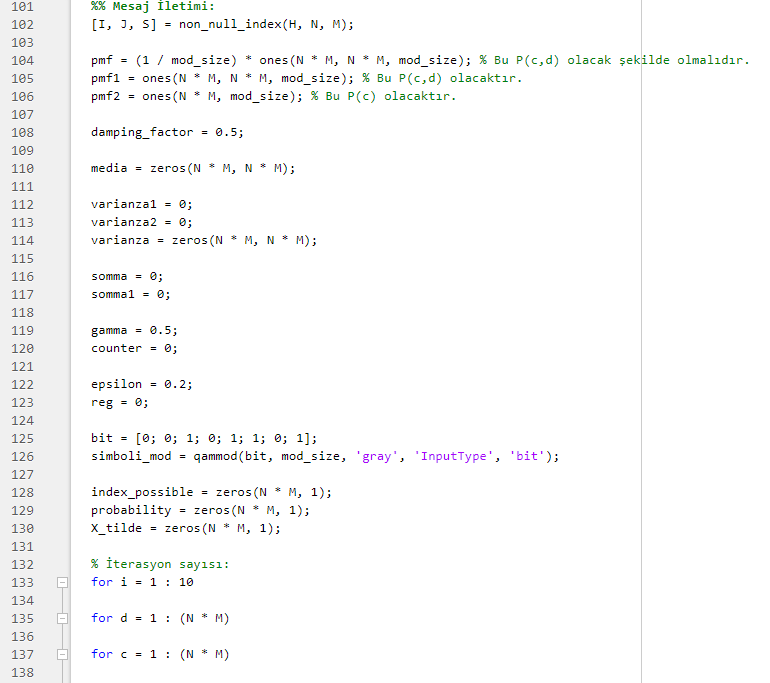 101 %% Mesaj İletimi:
102 [I, J, S] = non_null_index(H, N, M);
103
104 pmf = (1 / mod_size) * ones(N * M, N * M, mod_size); % Bu P(c,d) olacak şekilde olmalıdır.
105 pmf1 = ones(N * M, N * M, mod_size); % Bu P(c,d) olacaktır.
106 pmf2 = ones(N * M, mod_size); % Bu P(c) olacaktır.
107
108 damping_factor = 0.5;
109
110 media = zeros(N * M, N * M);
111
112 varianza1 = 0;
113 varianza2 = 0;
114 varianza = zeros(N * M, N * M);
115
116 somma = 0;
117 somma1 = 0;
118
119 gamma = 0.5;
120 counter = 0;
121
122 epsilon = 0.2;
123 reg = 0;
124
125 bit = [0; 0; 1; 0; 1; 1; 0; 1];
126 simboli_mod = qammod(bit, mod_size, 'gray', 'InputType', 'bit');
127
128 index_possible = zeros(N * M, 1);
129 probability = zeros(N * M, 1);
130 X_tilde = zeros(N * M, 1);
131
132 % İterasyon sayısı:
133 for i = 1 : 10
134
135 for d = 1 : (N * M)
136
137 for c = 1 : (N * M)
138